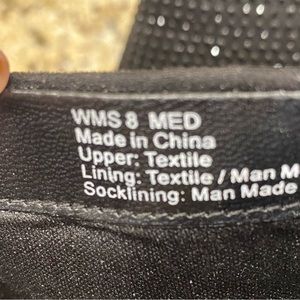 WMS 8 MED
Made in China
Upper: Textile
Lining: Textile / Man M
Socklining: Man Made